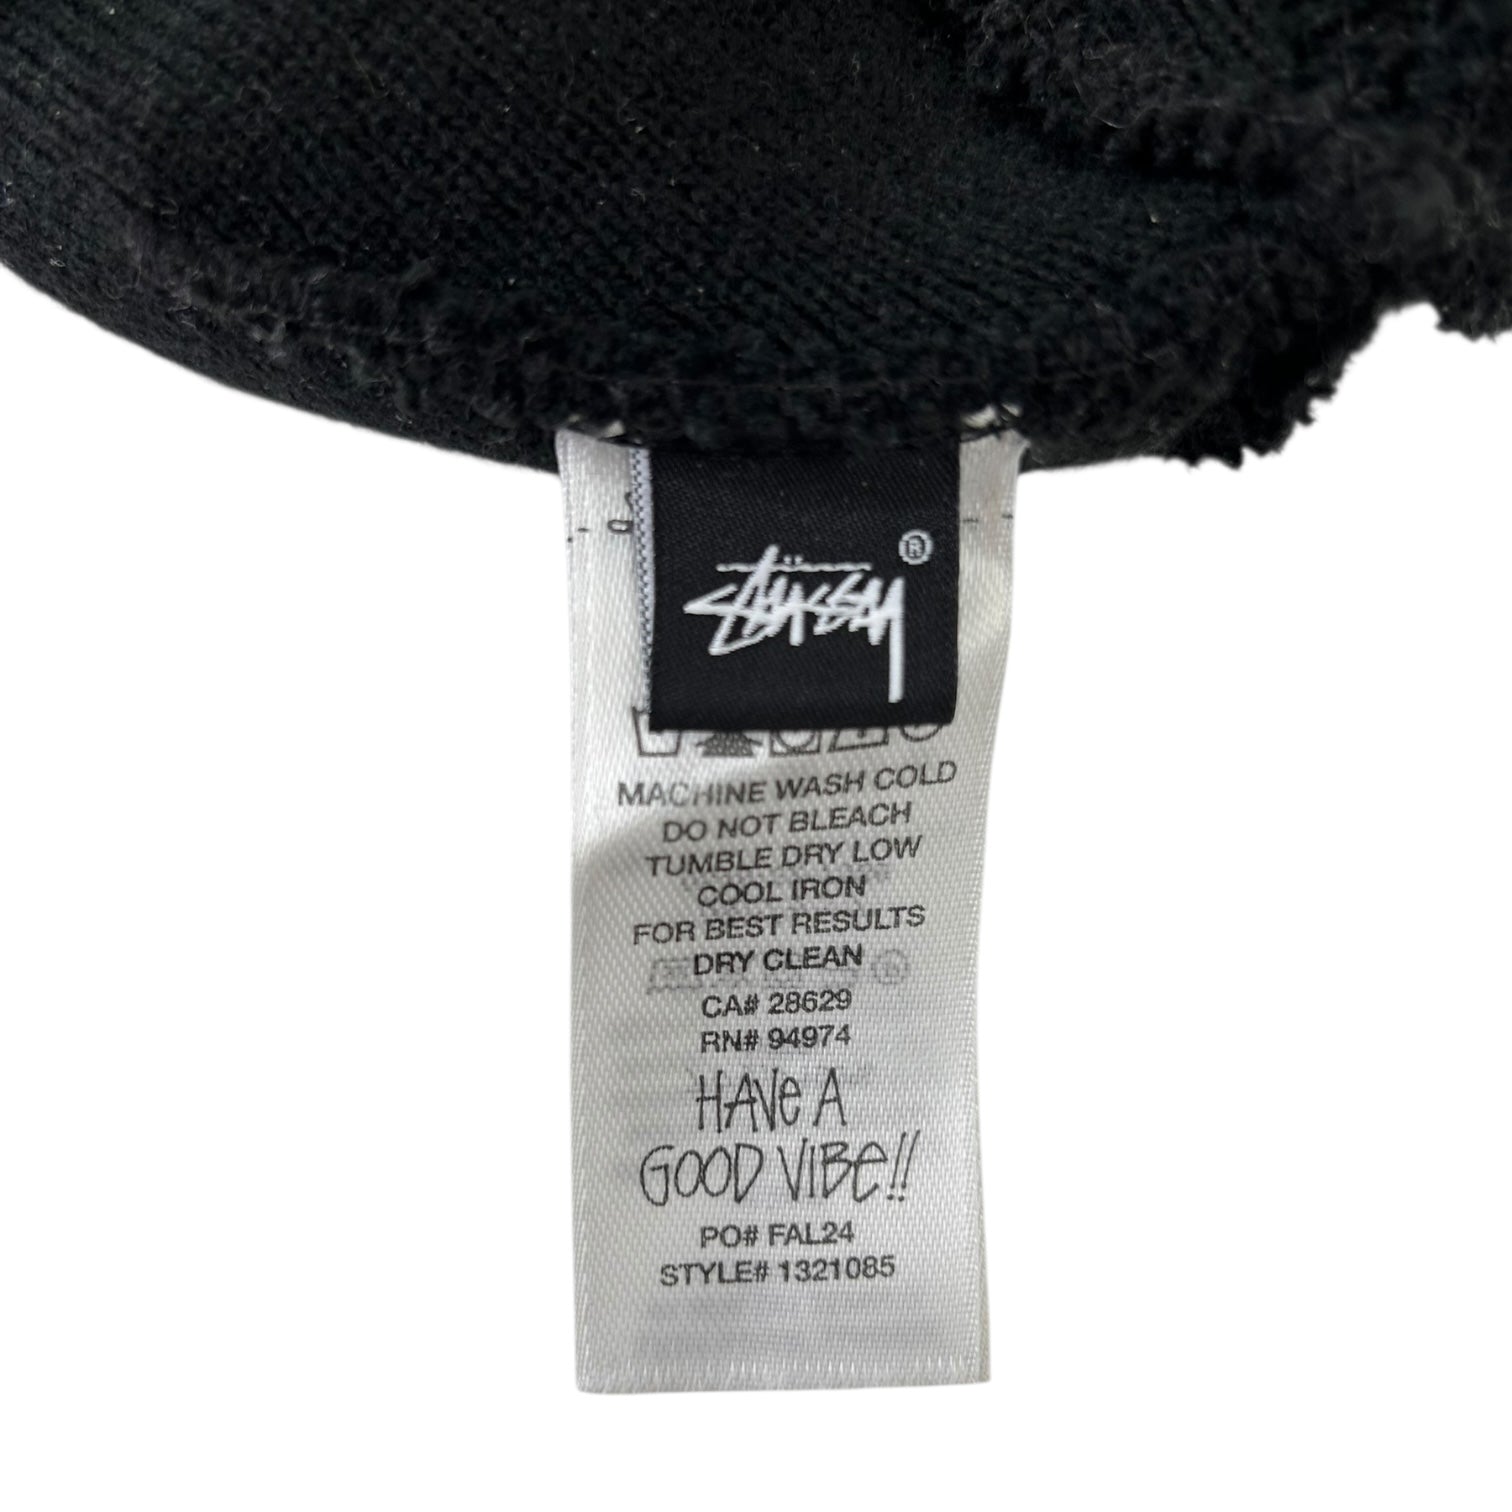 STÜSSY ®
MACHINE WASH COLD
DO NOT BLEACH
TUMBLE DRY LOW
COOL IRON
FOR BEST RESULTS
DRY CLEAN
CA# 28629
RN# 94974
HAVe A
GOOD VIBe!!
PO# FAL24
STYLE# 1321085